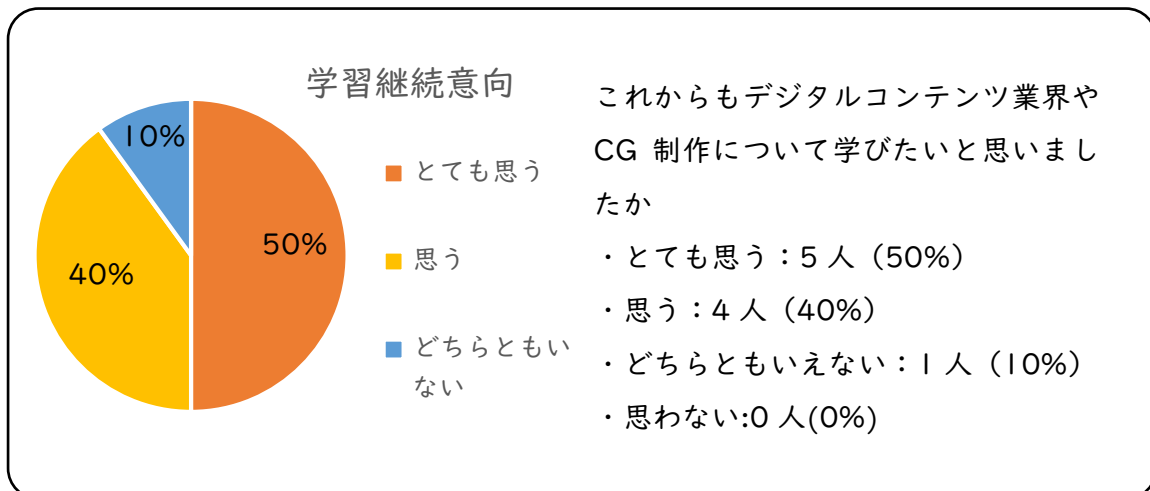 学習継続意向
10%
50%
40%
とても思う
思う
どちらともい
ない
これからもデジタルコンテンツ業界や
CG 制作について学びたいと思いまし
たか
・とても思う：5 人（50%）
・思う：4 人（40%）
・どちらともいえない：1 人（10%）
・思わない:0 人(0%)